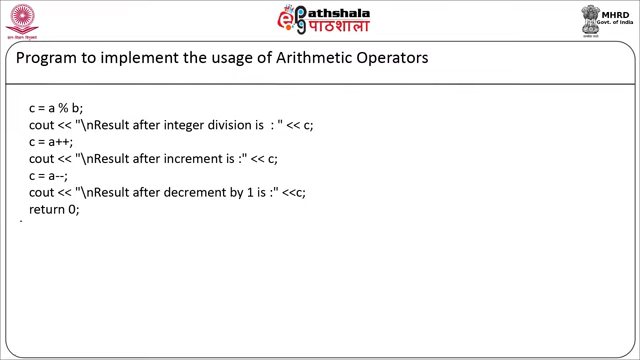 Pathshala
पाठशाला
MHRD
Govt. of India
Program to implement the usage of Arithmetic Operators
c = a % b;
cout << "\nResult after integer division is  : " << c;
c = a++;
cout << "\nResult after increment is :" << c;
c = a--;
cout << "\nResult after decrement by 1 is :" <<c;
return 0;